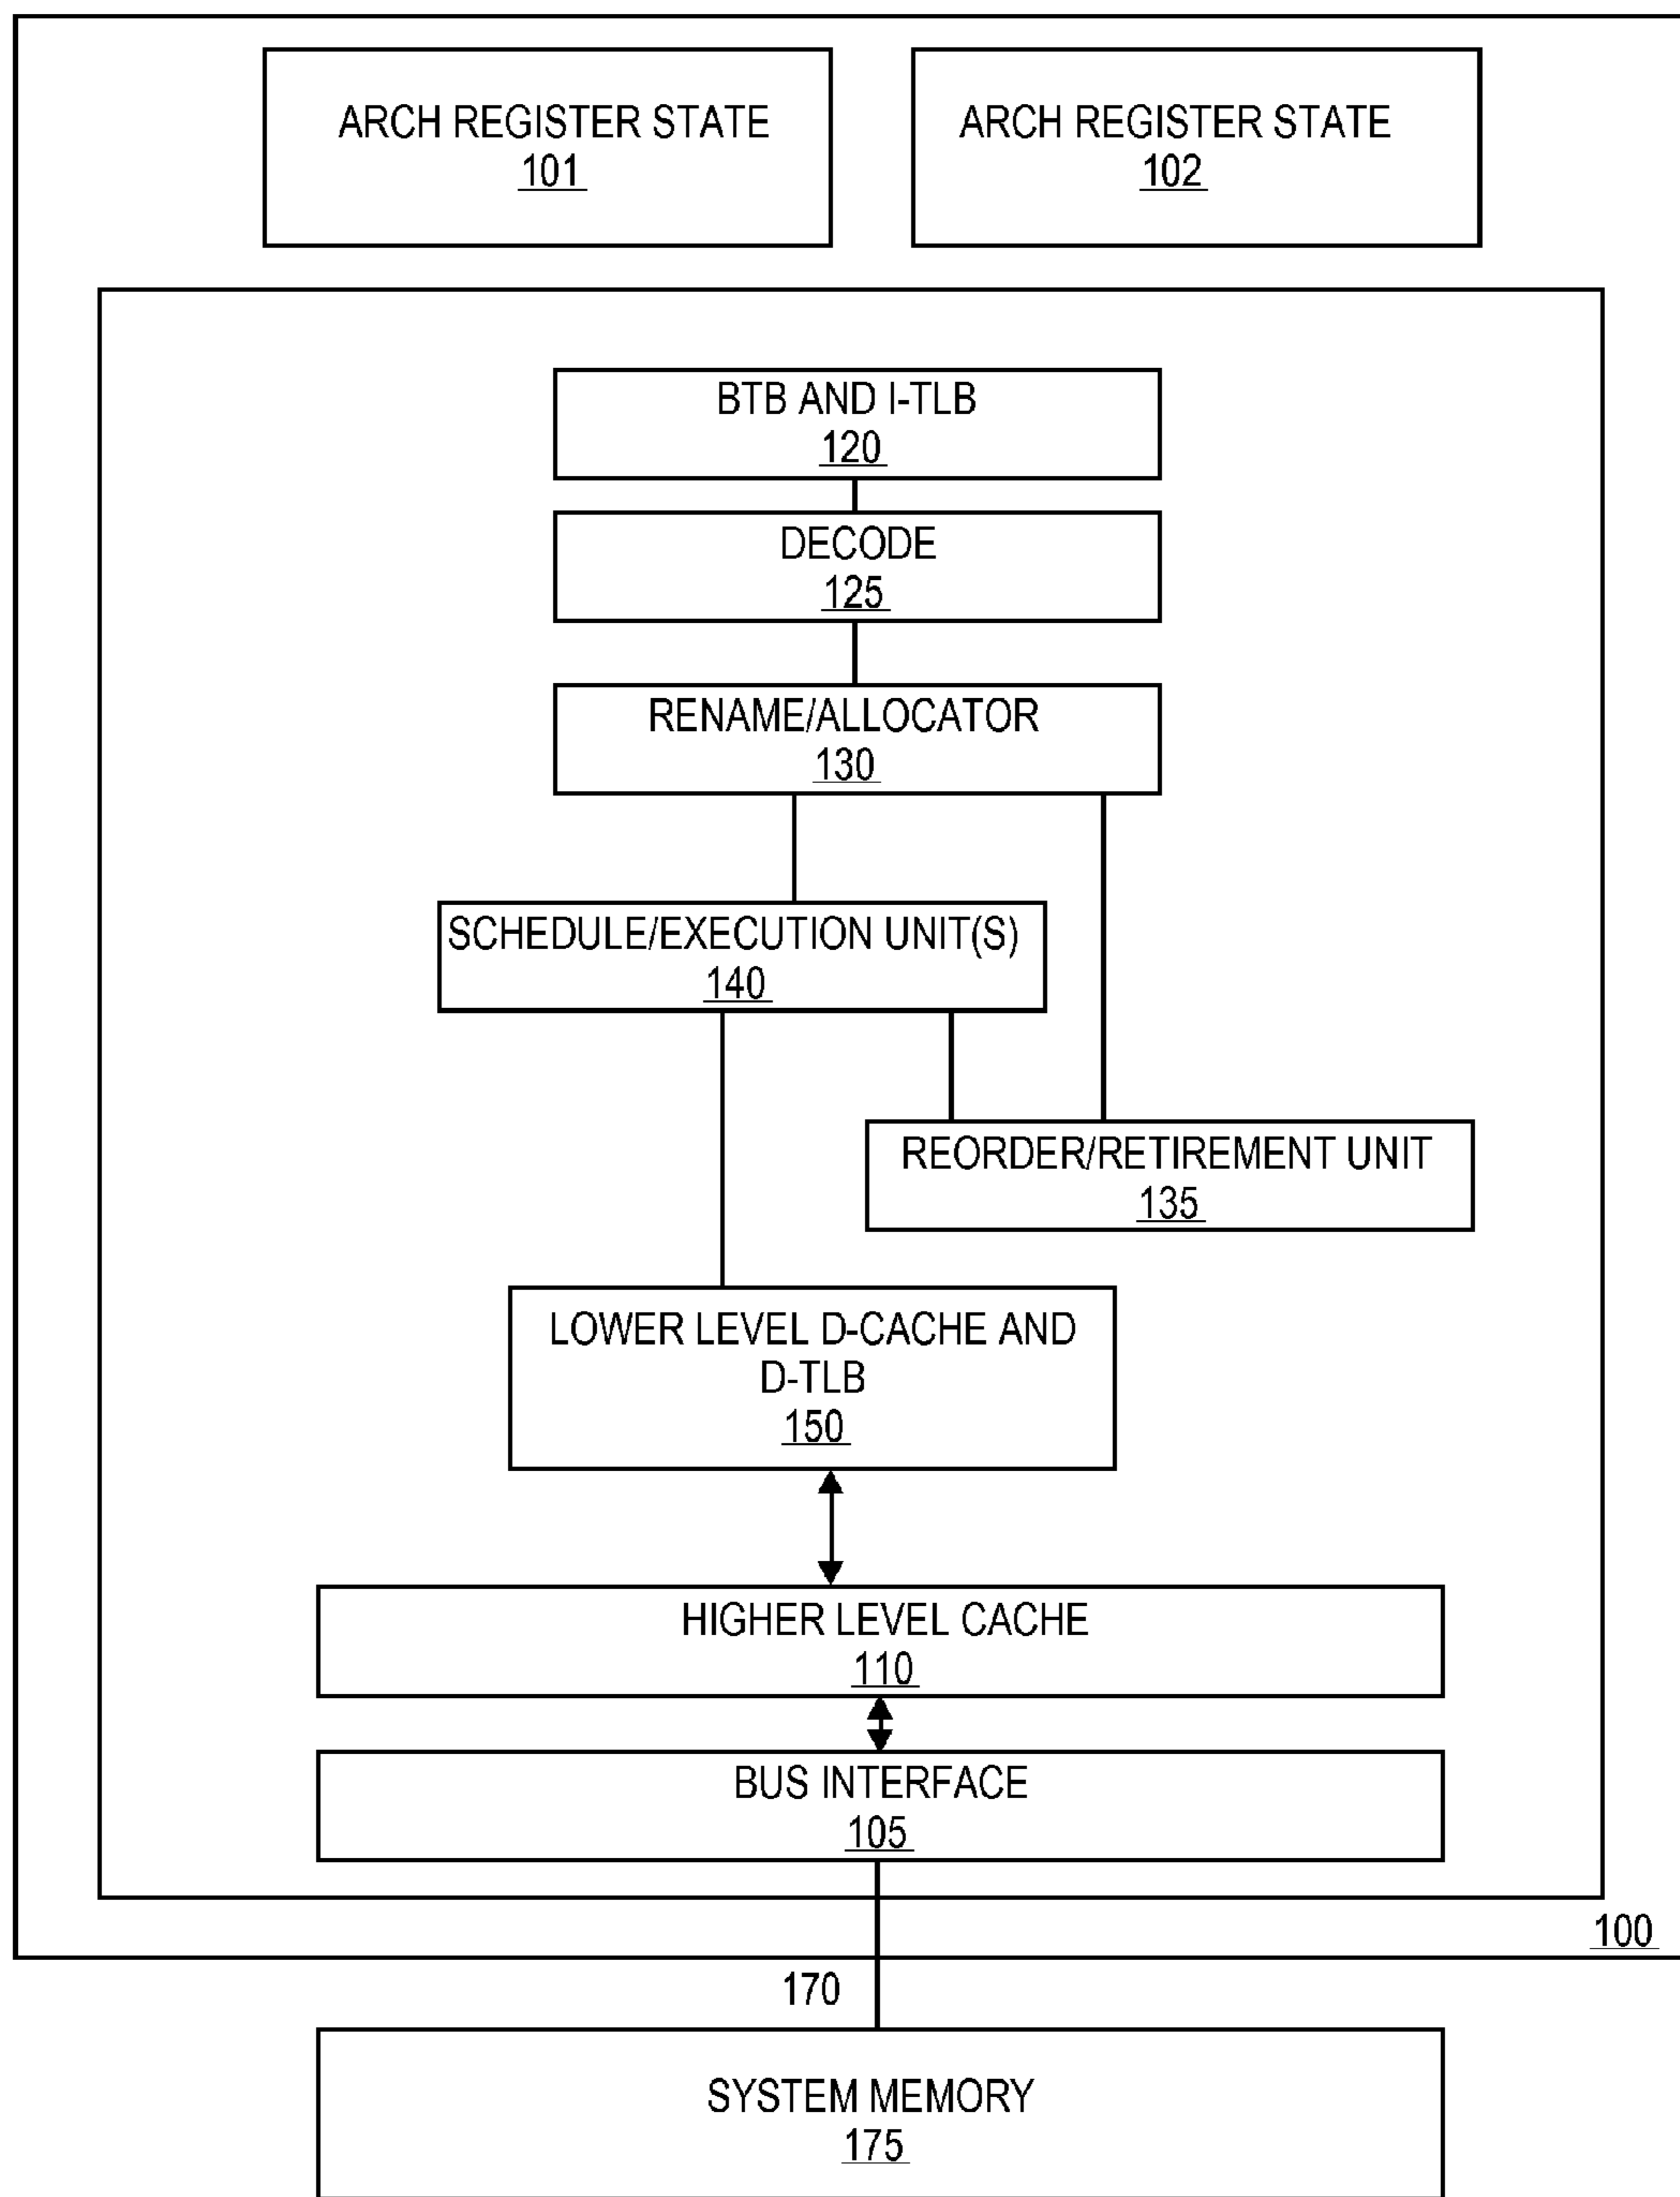 ARCH REGISTER STATE
101
ARCH REGISTER STATE
102
BTB AND I-TLB
120
DECODE
125
RENAME/ALLOCATOR
130
SCHEDULE/EXECUTION UNIT(S)
140
REORDER/RETIREMENT UNIT
135
LOWER LEVEL D-CACHE AND
D-TLB
150
HIGHER LEVEL CACHE
110
BUS INTERFACE
105
100
170
SYSTEM MEMORY
175